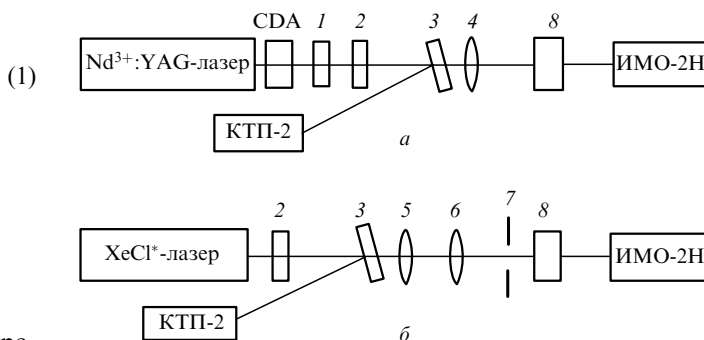 CDA 1 2 3 4 8
(1) Nd³⁺:YAG-лазер ИМО-2Н
КТП-2
а
2 3 5 6 7 8
XeCl*-лазер ИМО-2Н
КТП-2
б